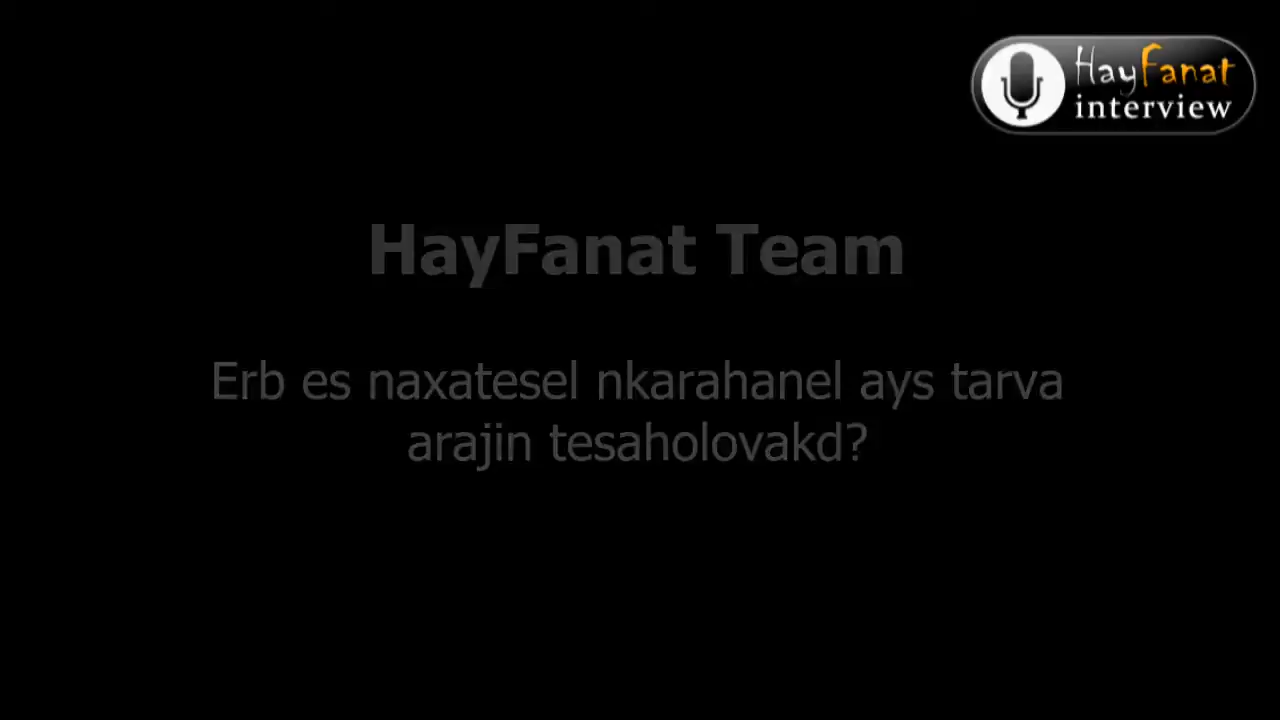 HayFanat
interview
HayFanat Team
Erb es naxatesel nkarahanel ays tarva
arajin tesaholovakd?